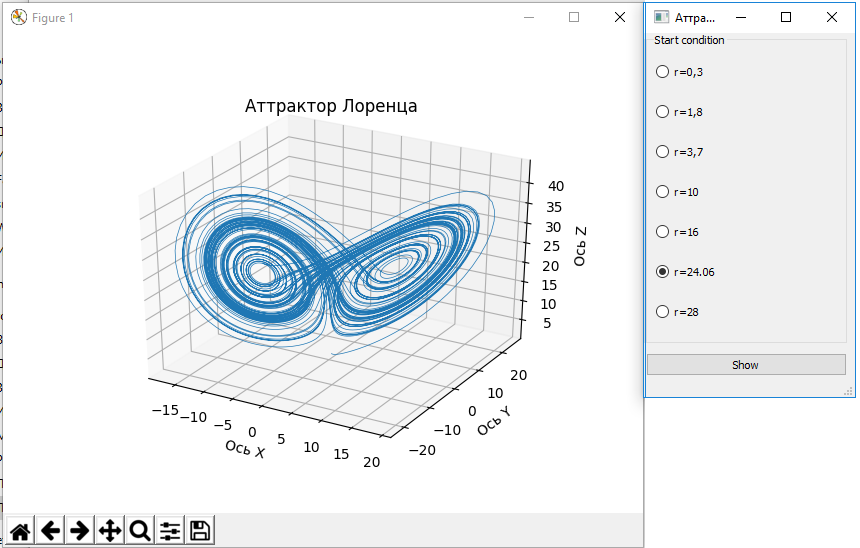 Figure 1
Аттрактор Лоренца
40
35
30
25
20
15
10
5
Ось Z
20
10
0
−10
−20
Ось Y
−15
−10
−5
0
5
10
15
20
Ось X
Аттра...
Start condition
r=0,3
r=1,8
r=3,7
r=10
r=16
r=24.06
r=28
Show